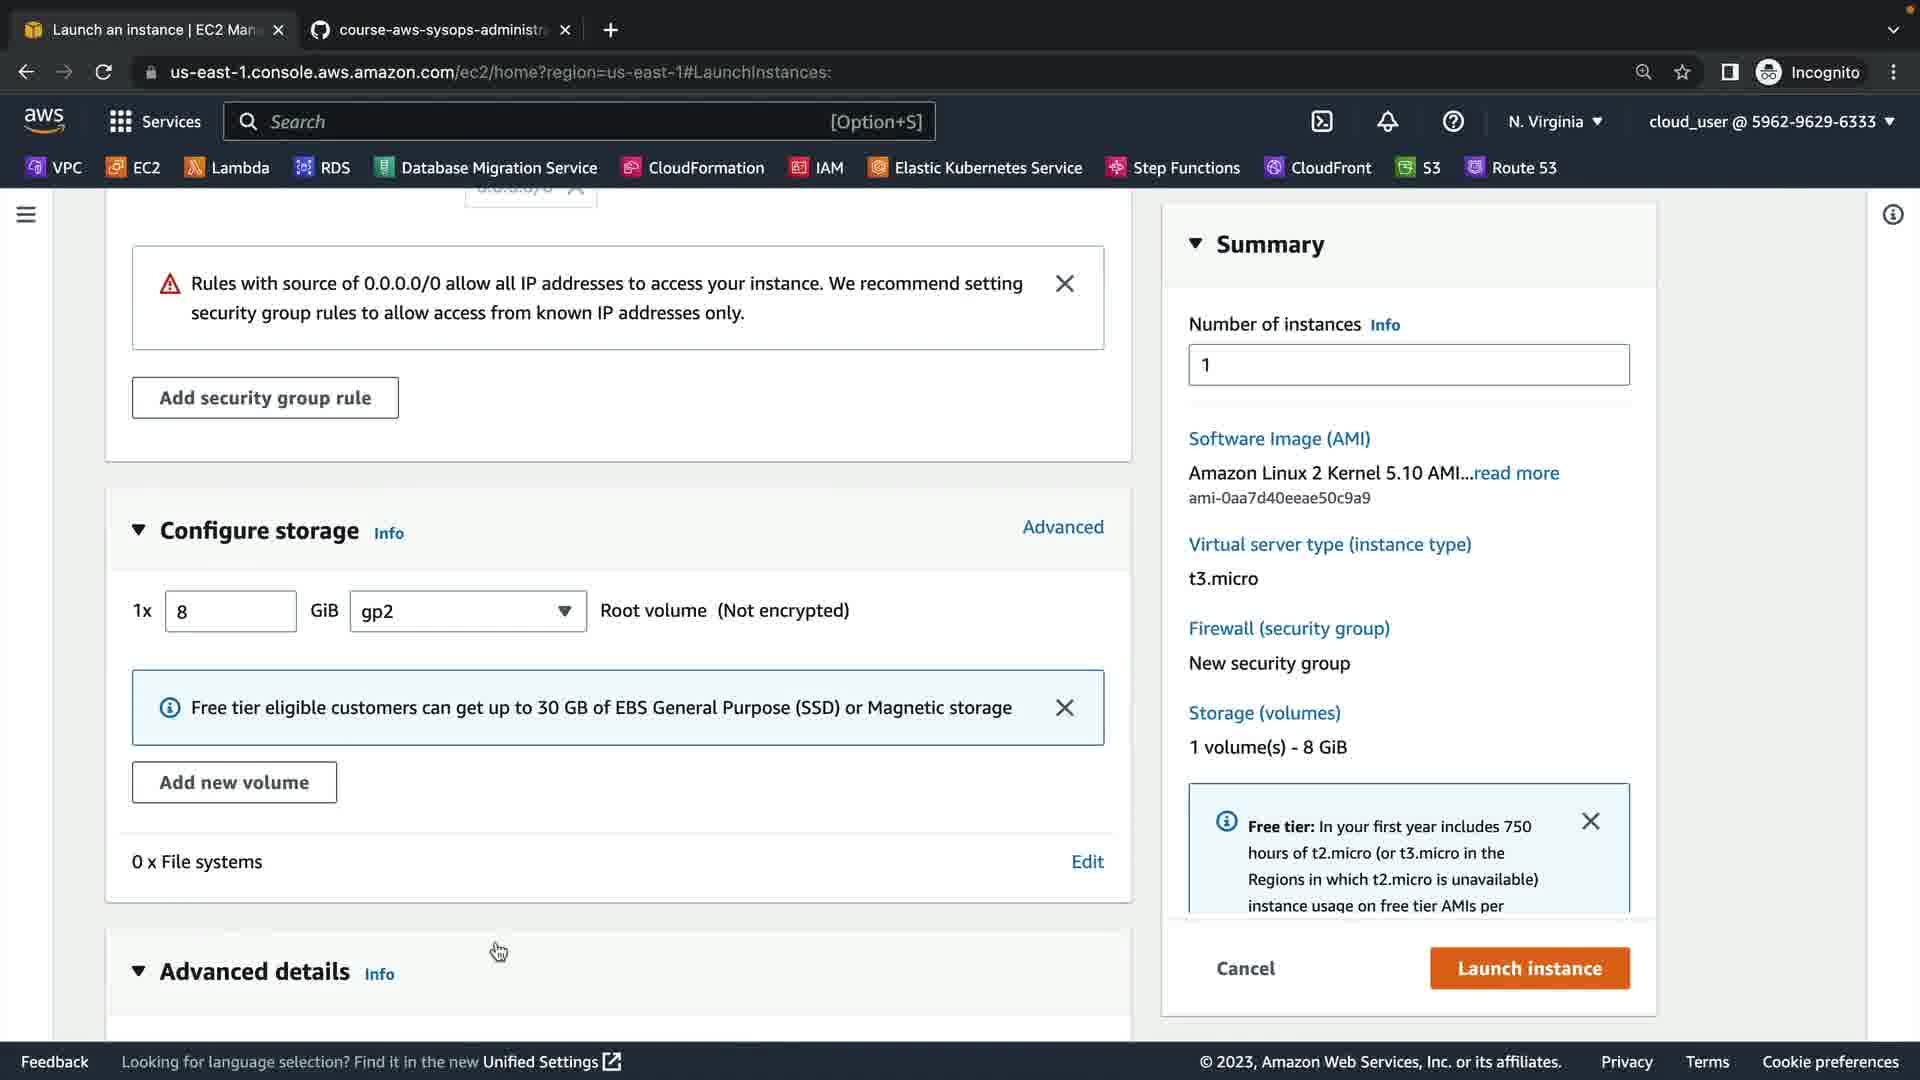 Launch an instance | EC2 Man
course-aws-sysops-administra
us-east-1.console.aws.amazon.com/ec2/home?region=us-east-1#LaunchInstances:
Incognito
aws
Services
Search
[Option+S]
N. Virginia
cloud_user @ 5962-9629-6333
VPC
EC2
Lambda
RDS
Database Migration Service
CloudFormation
IAM
Elastic Kubernetes Service
Step Functions
CloudFront
S3
Route 53
0.0.0.0/0
Rules with source of 0.0.0.0/0 allow all IP addresses to access your instance. We recommend setting
security group rules to allow access from known IP addresses only.
Add security group rule
Configure storage Info
Advanced
1x 8 GiB gp2 Root volume (Not encrypted)
Free tier eligible customers can get up to 30 GB of EBS General Purpose (SSD) or Magnetic storage
Add new volume
0 x File systems
Edit
Advanced details Info
Summary
Number of instances Info
1
Software Image (AMI)
Amazon Linux 2 Kernel 5.10 AMI...read more
ami-0aa7d40eeae50c9a9
Virtual server type (instance type)
t3.micro
Firewall (security group)
New security group
Storage (volumes)
1 volume(s) - 8 GiB
Free tier: In your first year includes 750
hours of t2.micro (or t3.micro in the
Regions in which t2.micro is unavailable)
instance usage on free tier AMIs per
Cancel
Launch instance
Feedback
Looking for language selection? Find it in the new Unified Settings
© 2023, Amazon Web Services, Inc. or its affiliates.
Privacy
Terms
Cookie preferences